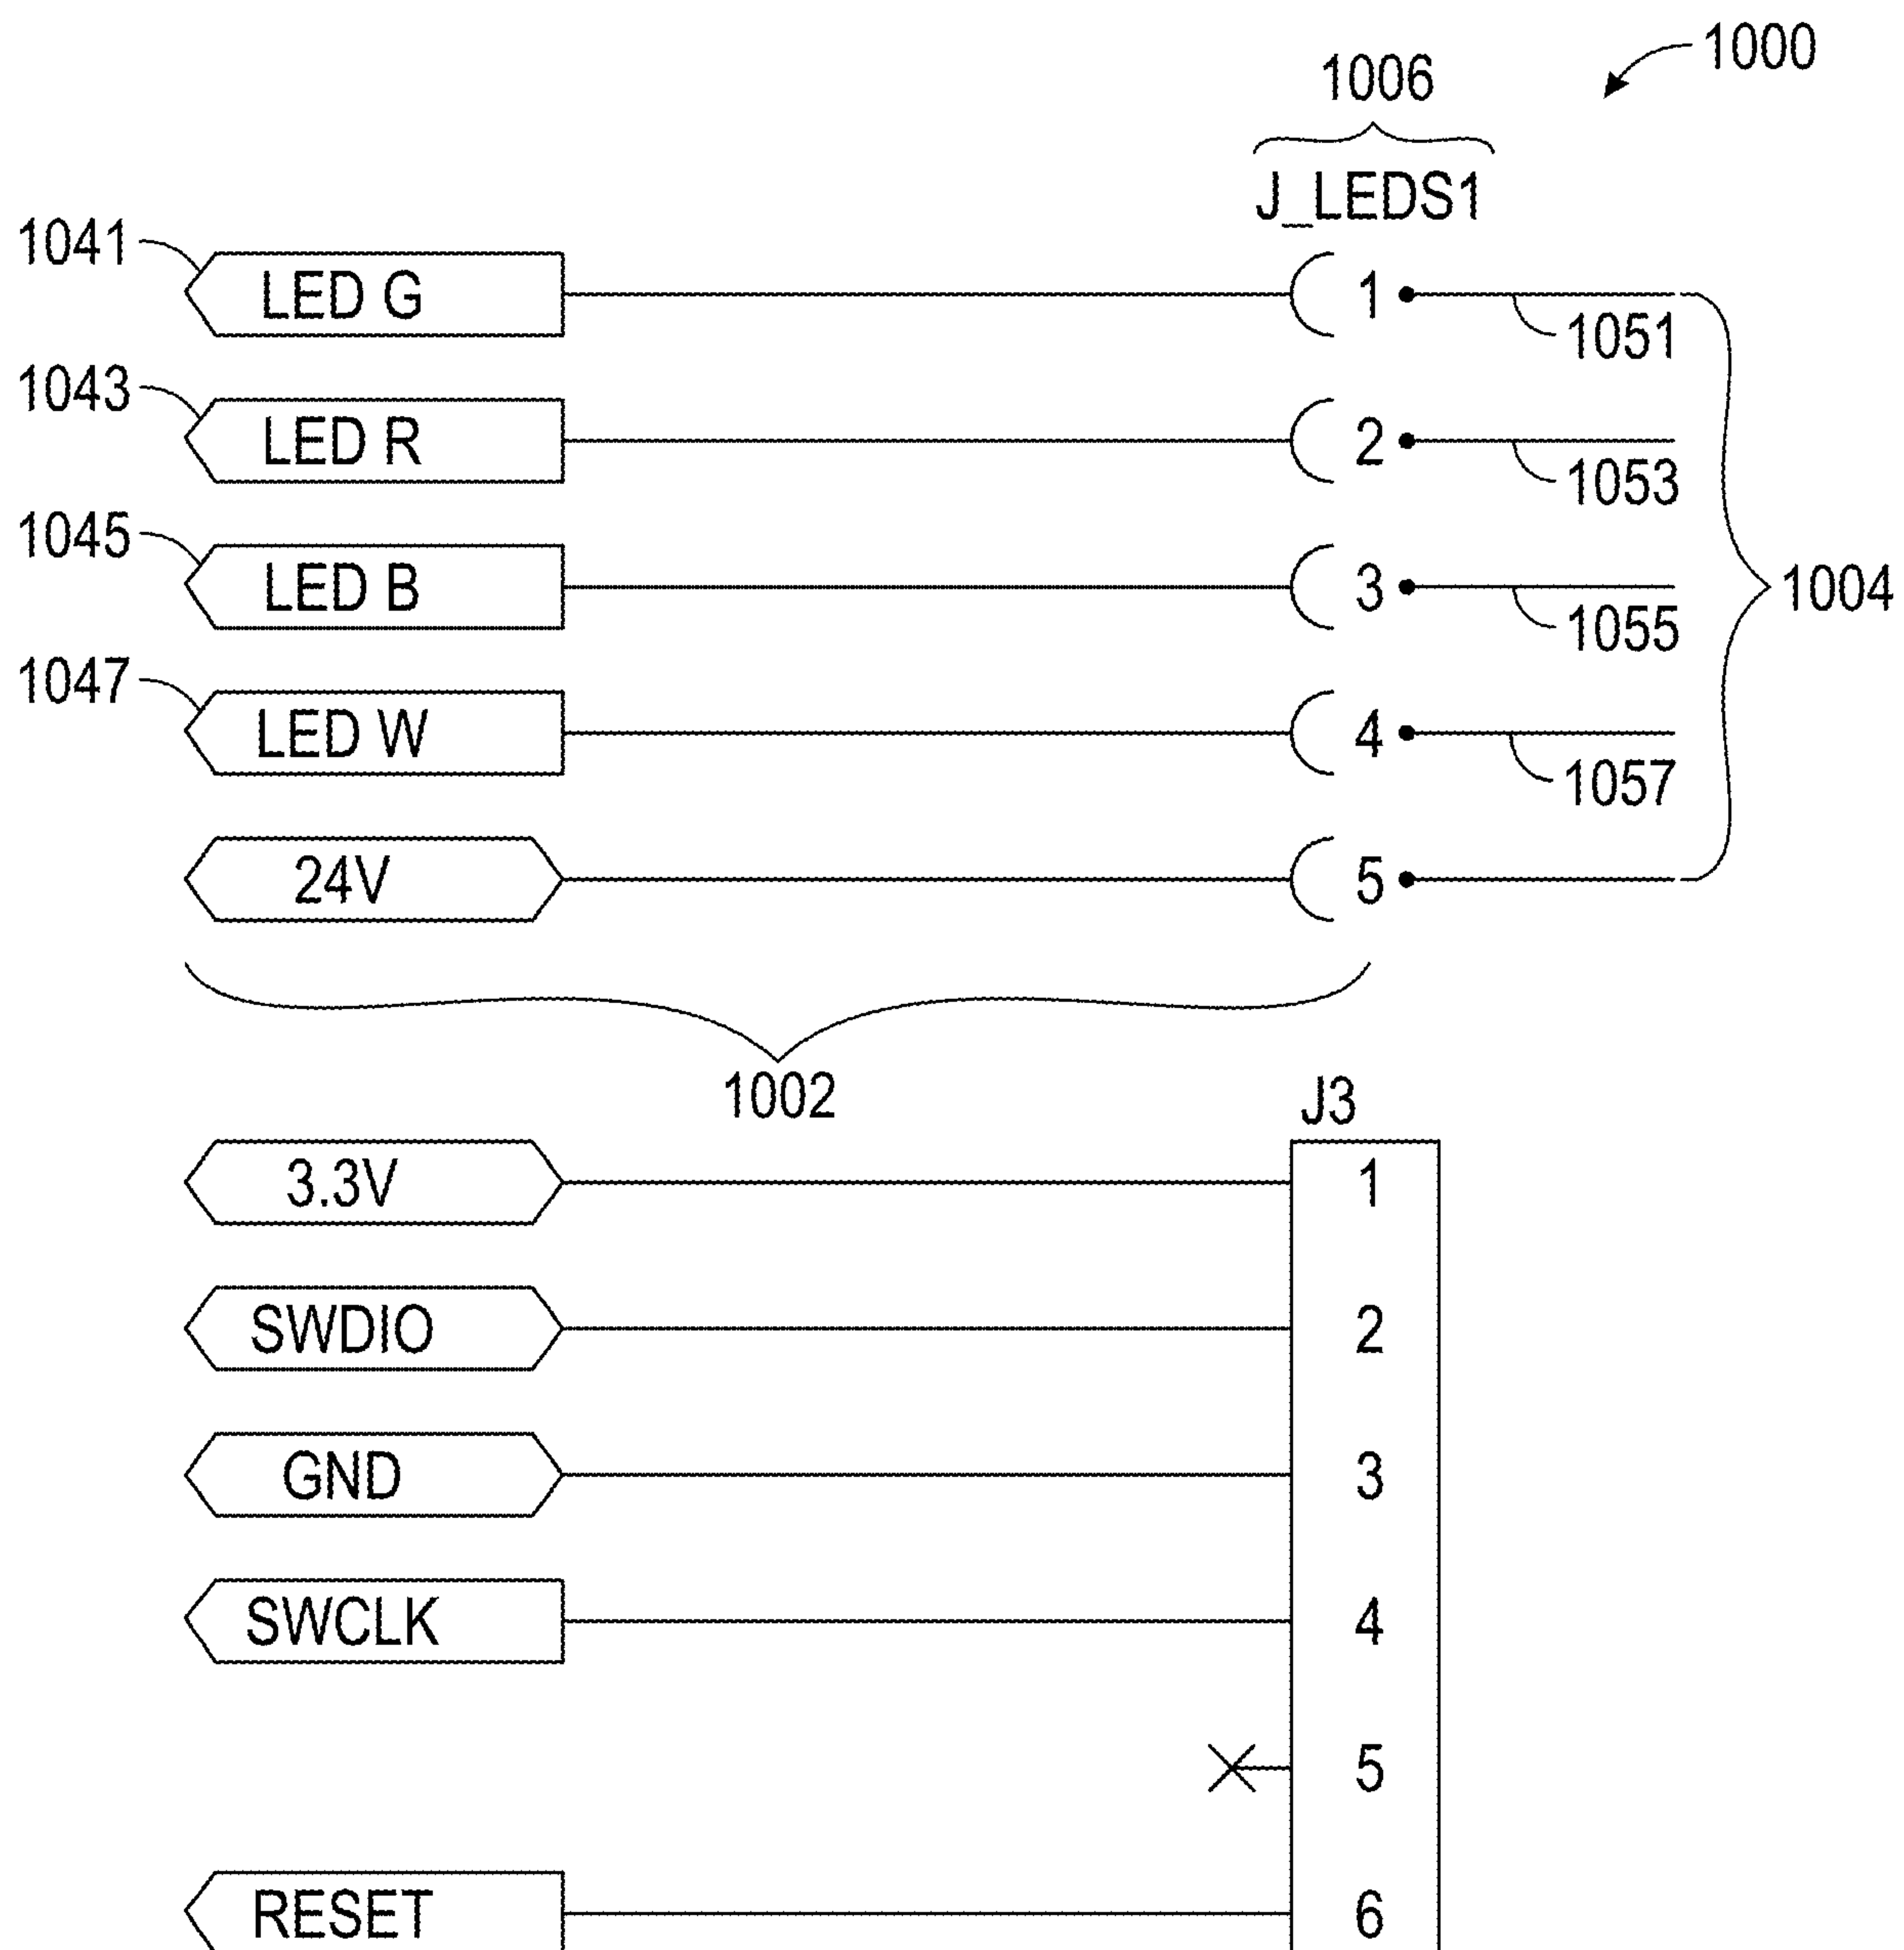 1000
1006
J_LEDS1
1041
LED G
1
1051
1043
LED R
2
1053
1045
LED B
3
1055
1004
1047
LED W
4
1057
24V
5
1002
J3
3.3V
1
SWDIO
2
GND
3
SWCLK
4
5
RESET
6